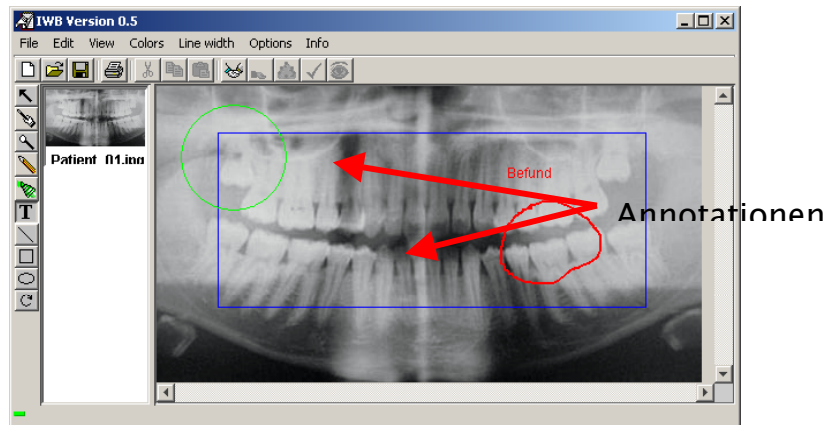 IWB Version 0.5
File Edit View Colors Line width Options Info
Patient_01.jpg
Befund
Annotationen
T